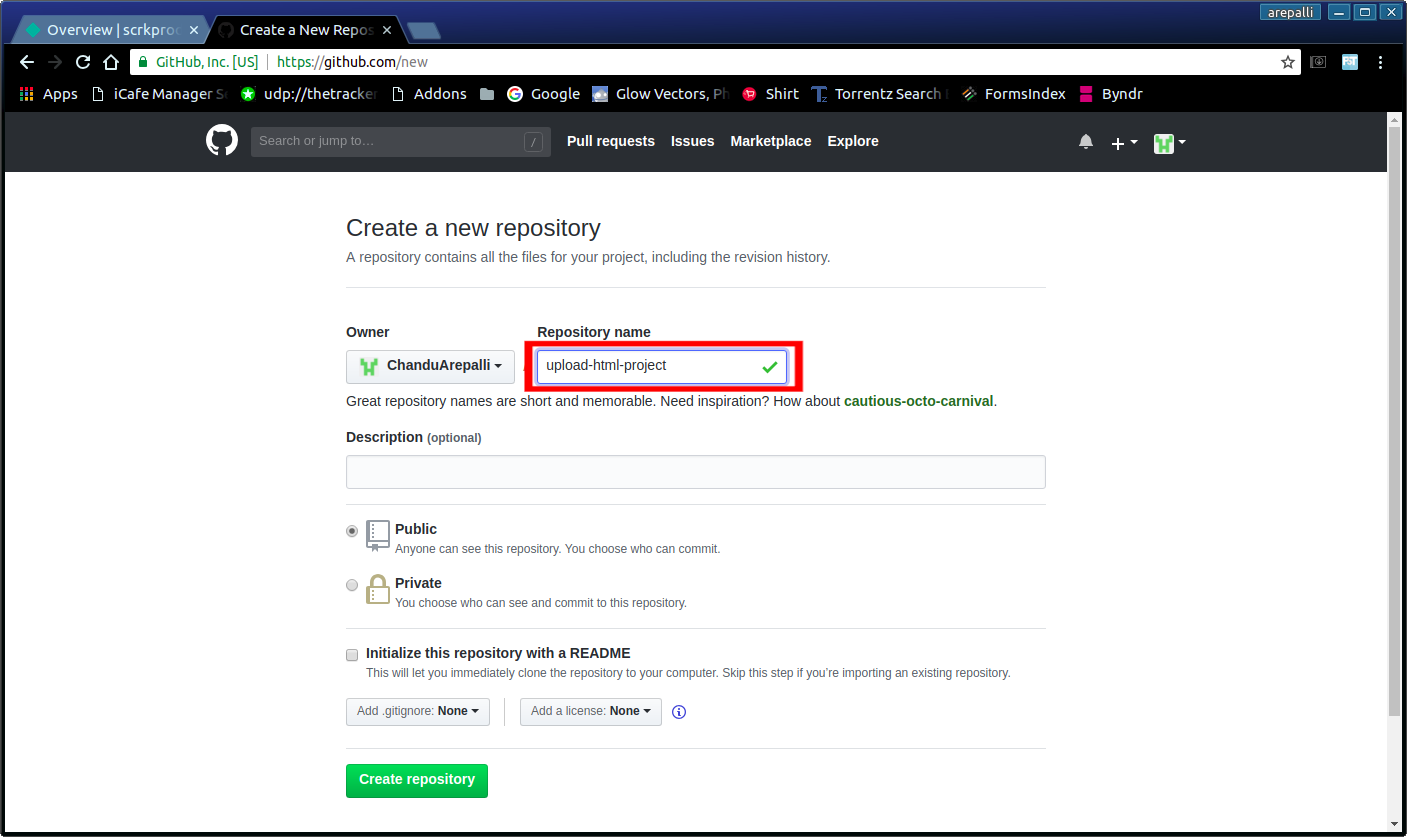 arepalli
Overview | scrkproc
Create a New Repos
GitHub, Inc. [US] https://github.com/new
Apps iCafe Manager Se udp://thetracker Addons Google Glow Vectors, Ph Shirt Torrentz Search FormsIndex Byndr
Search or jump to… / Pull requests Issues Marketplace Explore
Create a new repository
A repository contains all the files for your project, including the revision history.
Owner Repository name
ChanduArepalli upload-html-project
Great repository names are short and memorable. Need inspiration? How about cautious-octo-carnival.
Description (optional)
Public
Anyone can see this repository. You choose who can commit.
Private
You choose who can see and commit to this repository.
Initialize this repository with a README
This will let you immediately clone the repository to your computer. Skip this step if you’re importing an existing repository.
Add .gitignore: None Add a license: None
Create repository